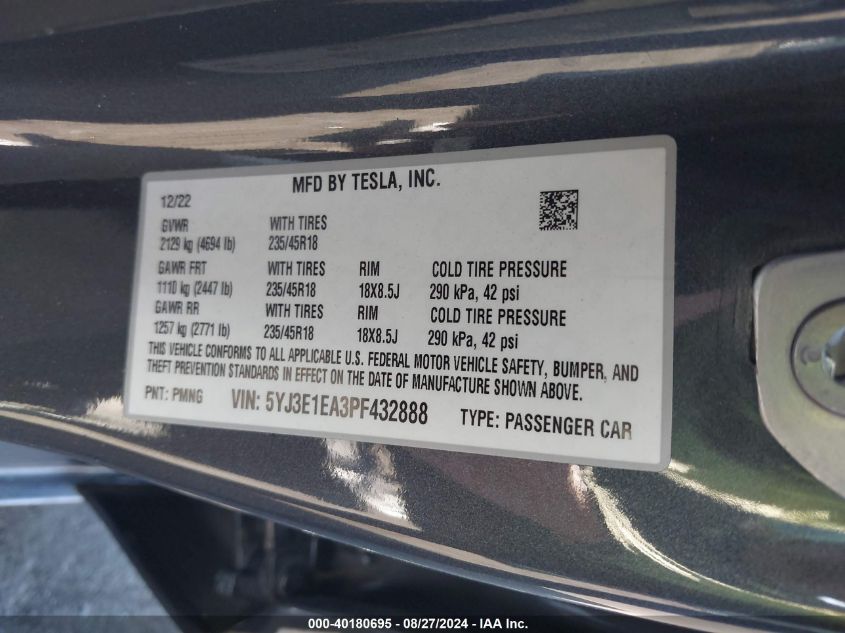 MFD BY TESLA, INC.
12/22
GVWR WITH TIRES
2129 kg (4694 lb) 235/45R18
GAWR FRT WITH TIRES RIM COLD TIRE PRESSURE
1110 kg (2447 lb) 235/45R18 18X8.5J 290 kPa, 42 psi
GAWR RR WITH TIRES RIM COLD TIRE PRESSURE
1257 kg (2771 lb) 235/45R18 18X8.5J 290 kPa, 42 psi
THIS VEHICLE CONFORMS TO ALL APPLICABLE U.S. FEDERAL MOTOR VEHICLE SAFETY, BUMPER, AND
THEFT PREVENTION STANDARDS IN EFFECT ON THE DATE OF MANUFACTURE SHOWN ABOVE.
PNT: PMNG VIN: 5YJ3E1EA3PF432888 TYPE: PASSENGER CAR
000-40180695 - 08/27/2024 - IAA Inc.